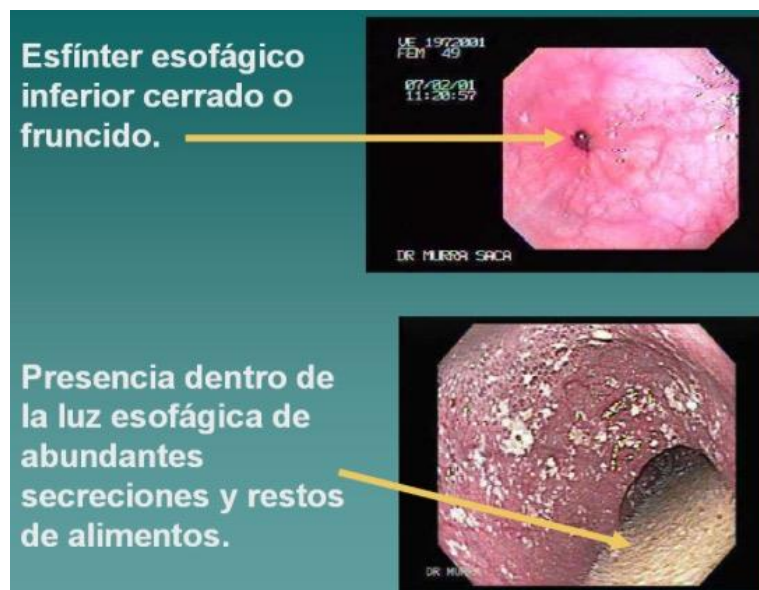 Esfínter esofágico
inferior cerrado o
fruncido.
VE 1972001
FEM 49
07/02/01
11:20:57
DR MURRA SACA
Presencia dentro de
la luz esofágica de
abundantes
secreciones y restos
de alimentos.
DR MURR